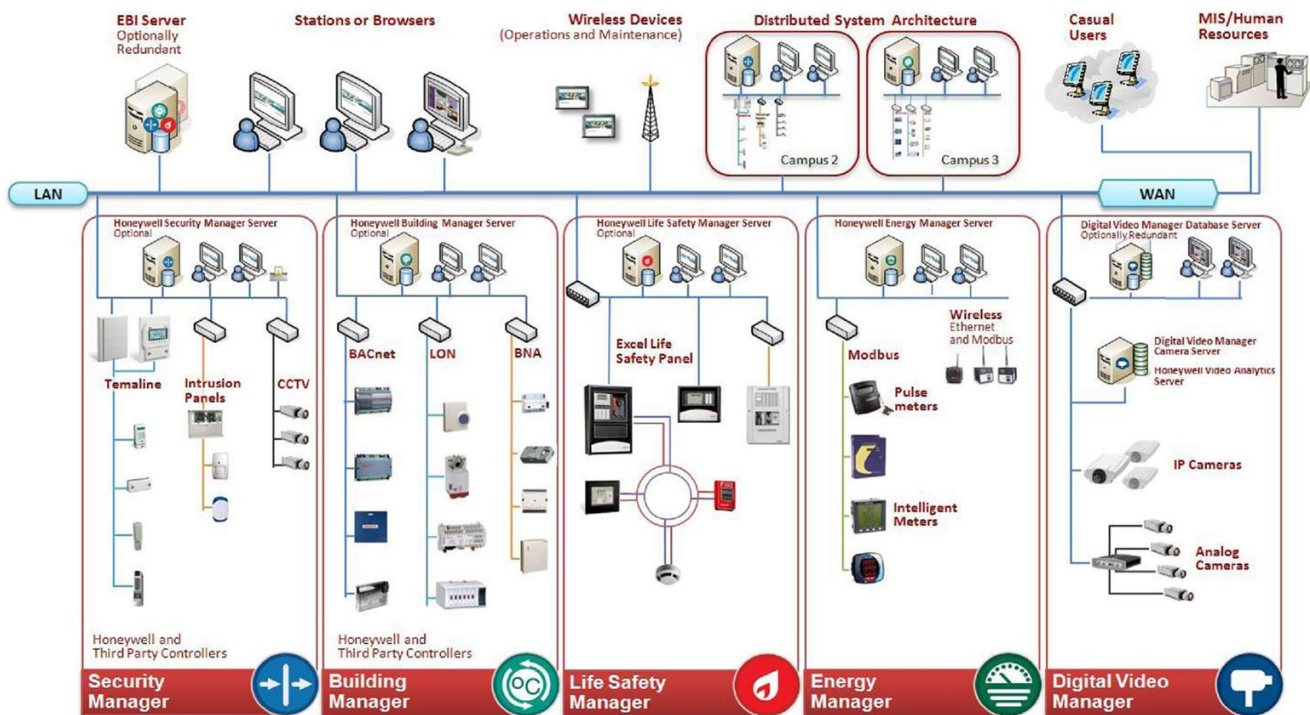 EBI Server
Optionally
Redundant
Stations or Browsers
Wireless Devices
(Operations and Maintenance)
Distributed System Architecture
Campus 2
Campus 3
Casual
Users
MIS/Human
Resources
LAN
WAN
Honeywell Security Manager Server
Optional
Temaline
Intrusion
Panels
CCTV
Honeywell and
Third Party Controllers
Security
Manager
Honeywell Building Manager Server
Optional
BACnet
LON
BNA
Honeywell and
Third Party Controllers
Building
Manager
°C
Honeywell Life Safety Manager Server
Optional
Excel Life
Safety Panel
Life Safety
Manager
Honeywell Energy Manager Server
Wireless
Ethernet
and Modbus
Modbus
Pulse
meters
Intelligent
Meters
Energy
Manager
Digital Video Manager Database Server
Optionally Redundant
Digital Video Manager
Camera Server
Honeywell Video Analytics
Server
IP Cameras
Analog
Cameras
Digital Video
Manager